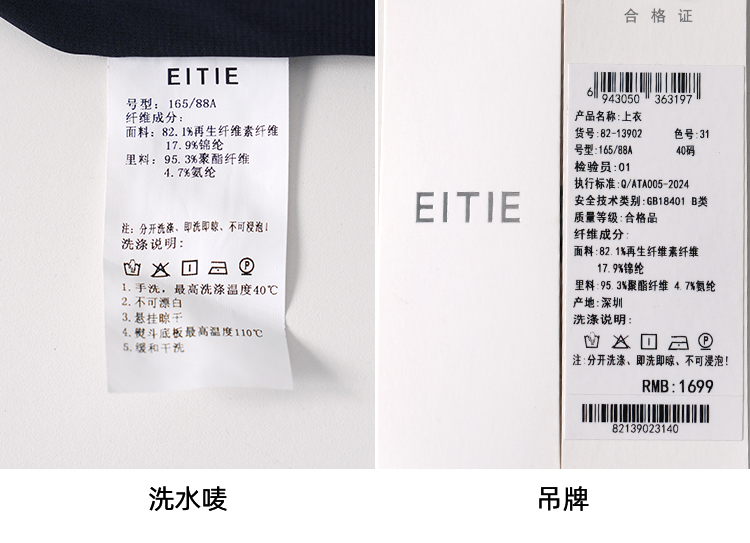 EITIE
号型：165/88A
纤维成分：
面料：82.1%再生纤维素纤维
17.9%锦纶
里料：95.3%聚酯纤维
4.7%氨纶
注：分开洗涤、即洗即晾、不可浸泡！
洗涤说明：
1.手洗，最高洗涤温度40℃
2.不可漂白
3.悬挂晾干
4.熨斗底板最高温度110℃
5.缓和干洗
洗水唛
EITIE
合格证
6 943050 363197
产品名称:上衣
货号:82-13902 色号:31
号型:165/88A 40码
检验员:01
执行标准:Q/ATA005-2024
安全技术类别:GB18401 B类
质量等级:合格品
纤维成分:
面料:82.1%再生纤维素纤维
17.9%锦纶
里料:95.3%聚酯纤维 4.7%氨纶
产地:深圳
洗涤说明:
P
注:分开洗涤、即洗即晾、不可浸泡!
RMB:1699
82139023140
吊牌